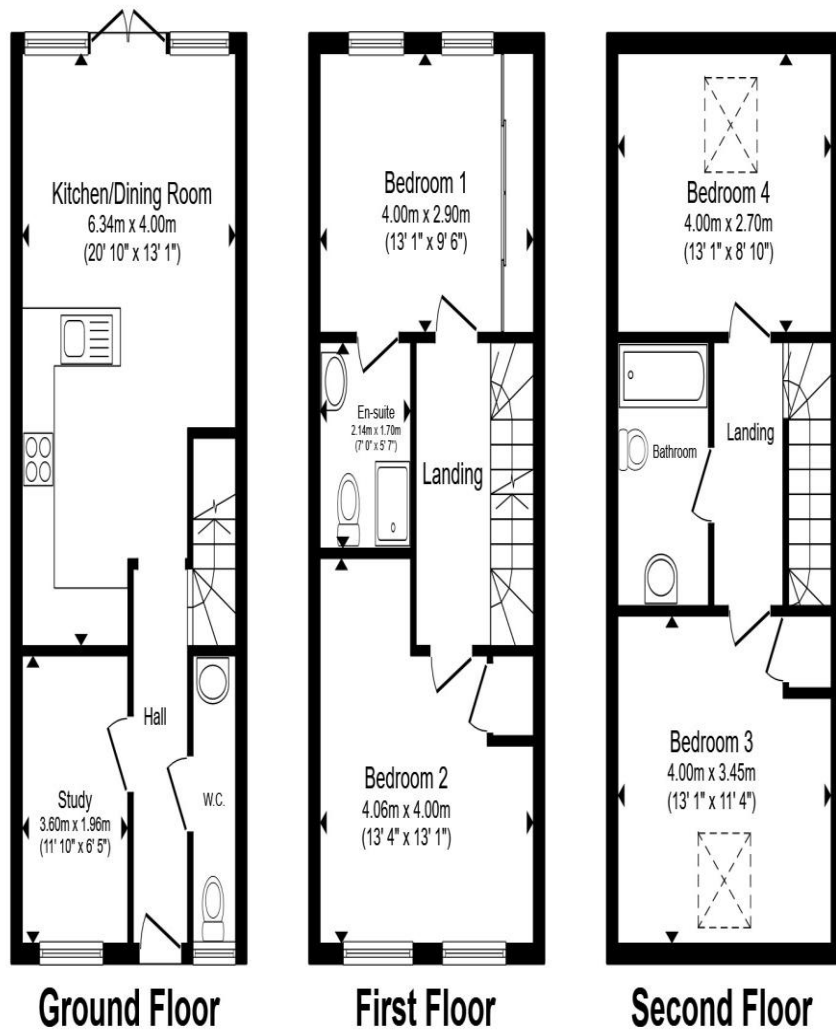 Kitchen/Dining Room
6.34m x 4.00m
(20' 10" x 13' 1")
Hall
Study
3.60m x 1.96m
(11' 10" x 6' 5")
W.C.
Ground Floor
Bedroom 1
4.00m x 2.90m
(13' 1" x 9' 6")
En-suite
2.14m x 1.70m
(7' 0" x 5' 7")
Landing
Bedroom 2
4.06m x 4.00m
(13' 4" x 13' 1")
First Floor
Bedroom 4
4.00m x 2.70m
(13' 1" x 8' 10")
Landing
Bathroom
Bedroom 3
4.00m x 3.45m
(13' 1" x 11' 4")
Second Floor